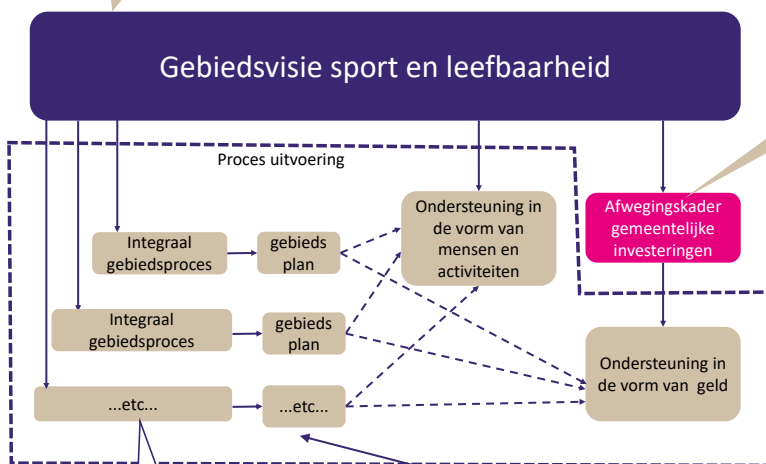 Gebiedsvisie sport en leefbaarheid
Proces uitvoering
Ondersteuning in
de vorm van
mensen en
activiteiten
Afwegingskader
gemeentelijke
investeringen
Integraal
gebiedsproces
gebieds
plan
Integraal
gebiedsproces
gebieds
plan
Ondersteuning in
de vorm van geld
...etc...
...etc...